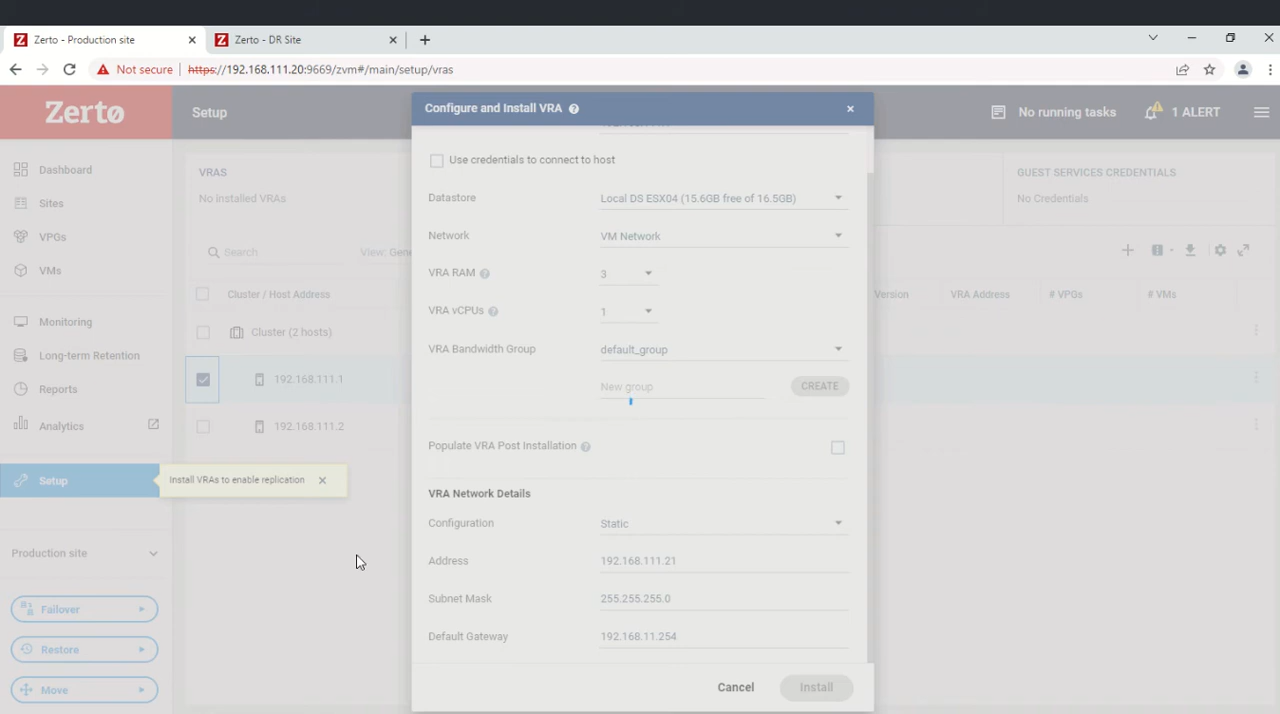 Zerto - Production site
Zerto - DR Site
Not secure
https://192.168.111.20:9669/zvm#/main/setup/vras
Zerto
Setup
No running tasks
1 ALERT
Dashboard
Sites
VPGs
VMs
Monitoring
Long-term Retention
Reports
Analytics
Setup
Install VRAs to enable replication
Production site
Failover
Restore
Move
VRAS
No installed VRAs
Search
View: Gene
Cluster / Host Address
Cluster (2 hosts)
192.168.111.1
192.168.111.2
Configure and Install VRA
Use credentials to connect to host
Datastore
Local DS ESX04 (15.6GB free of 16.5GB)
Network
VM Network
VRA RAM
3
VRA vCPUs
1
VRA Bandwidth Group
default_group
New group
CREATE
Populate VRA Post Installation
VRA Network Details
Configuration
Static
Address
192.168.111.21
Subnet Mask
255.255.255.0
Default Gateway
192.168.11.254
Cancel
Install
GUEST SERVICES CREDENTIALS
No Credentials
Version
VRA Address
# VPGs
# VMs